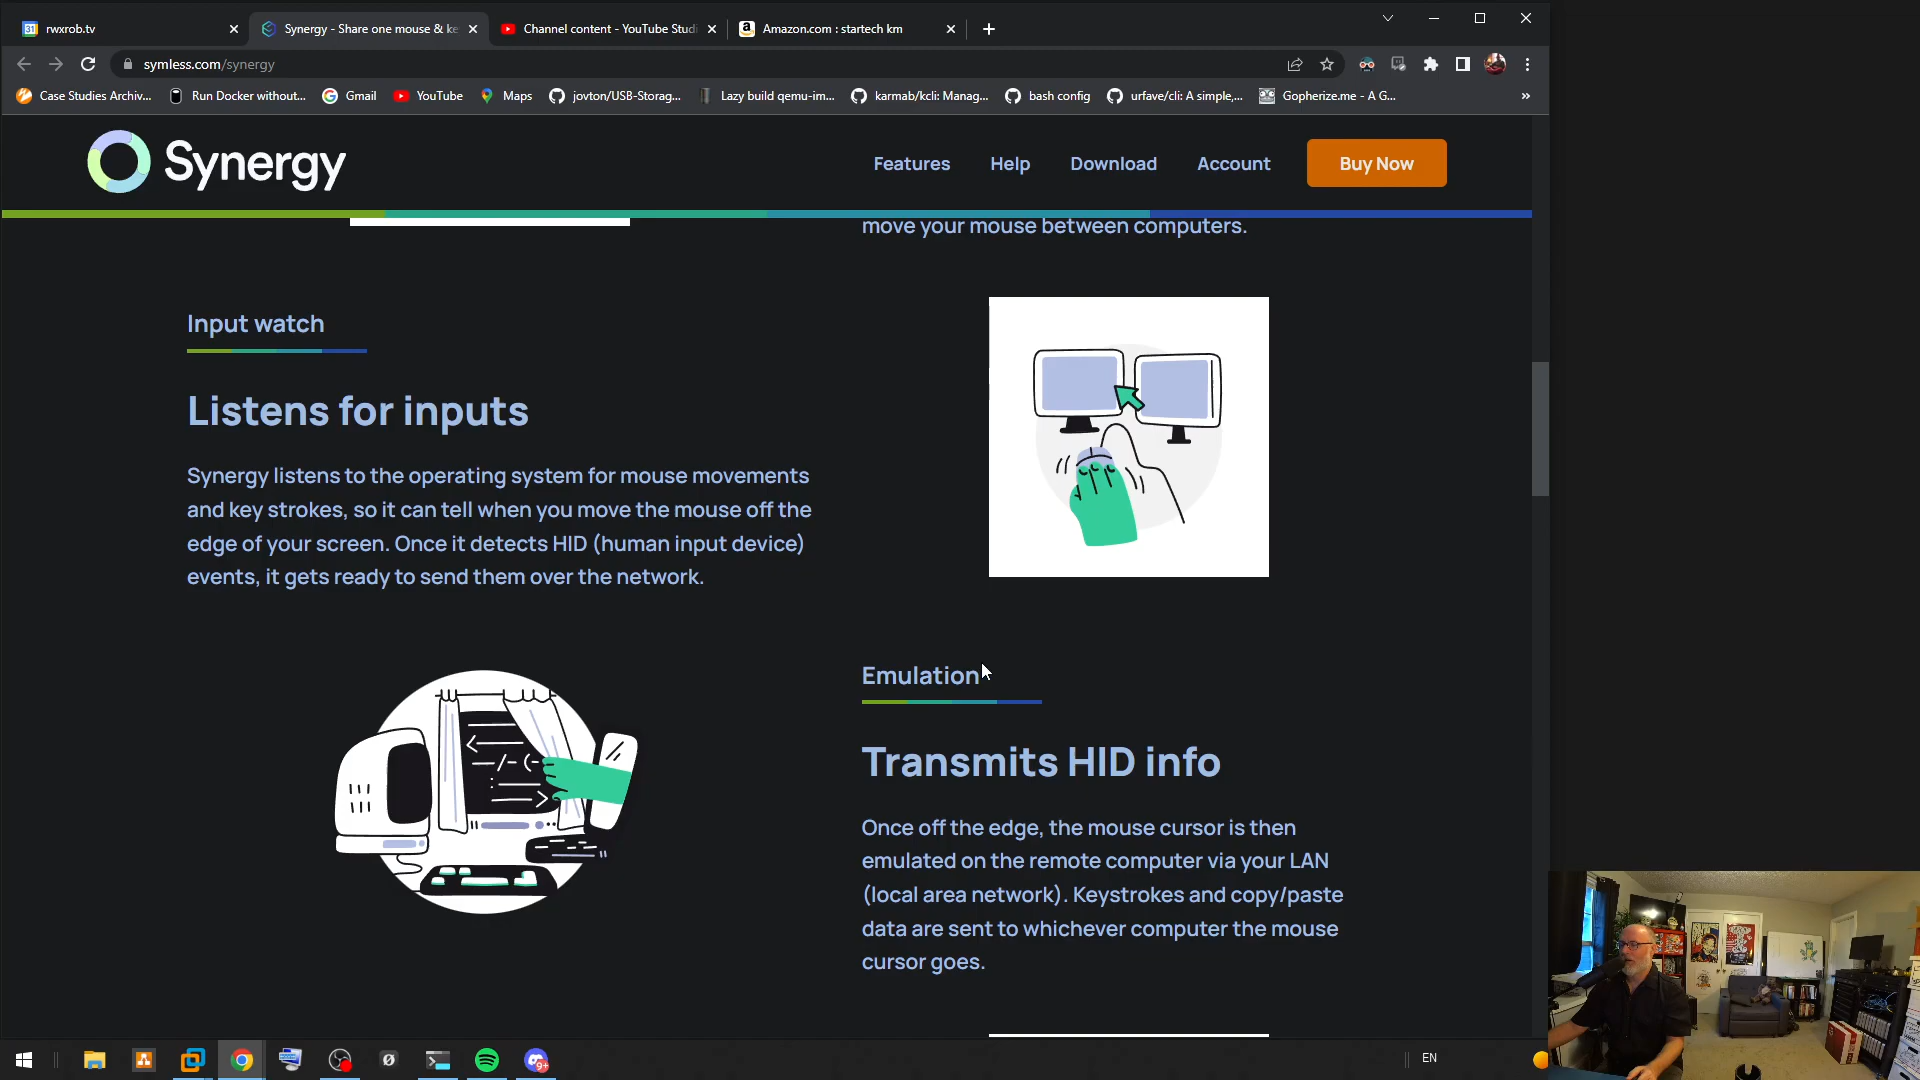 rwxrob.tv
Synergy - Share one mouse & ke
Channel content - YouTube Studi
Amazon.com : startech km
symless.com/synergy
Case Studies Archiv...
Run Docker without...
Gmail
YouTube
Maps
jovton/USB-Storag...
Lazy build qemu-im...
karmab/kcli: Manag...
bash config
urfave/cli: A simple,...
Gopherize.me - A G...
»
Synergy
Features
Help
Download
Account
Buy Now
move your mouse between computers.
Input watch
Listens for inputs
Synergy listens to the operating system for mouse movements
and key strokes, so it can tell when you move the mouse off the
edge of your screen. Once it detects HID (human input device)
events, it gets ready to send them over the network.
Emulation
Transmits HID info
Once off the edge, the mouse cursor is then
emulated on the remote computer via your LAN
(local area network). Keystrokes and copy/paste
data are sent to whichever computer the mouse
cursor goes.
9+
EN